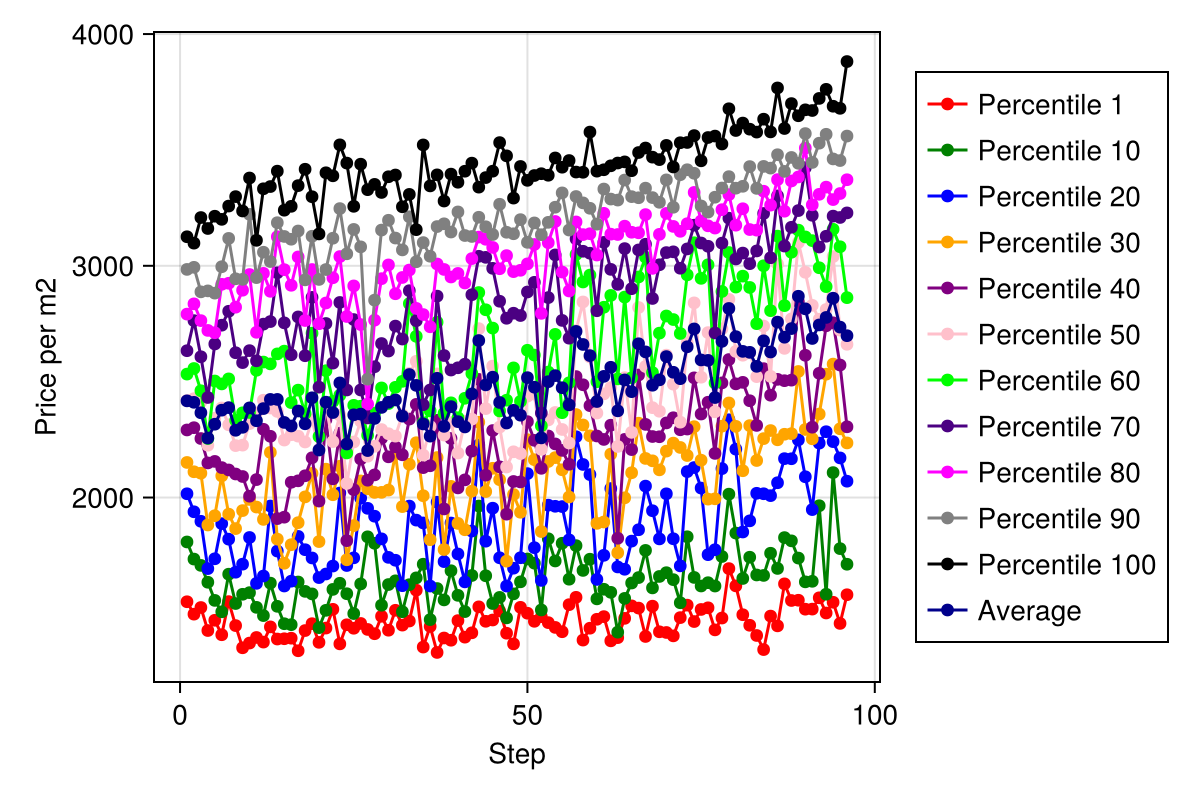 4000
3000
2000
Price per m2
0
50
100
Step
Percentile 1
Percentile 10
Percentile 20
Percentile 30
Percentile 40
Percentile 50
Percentile 60
Percentile 70
Percentile 80
Percentile 90
Percentile 100
Average